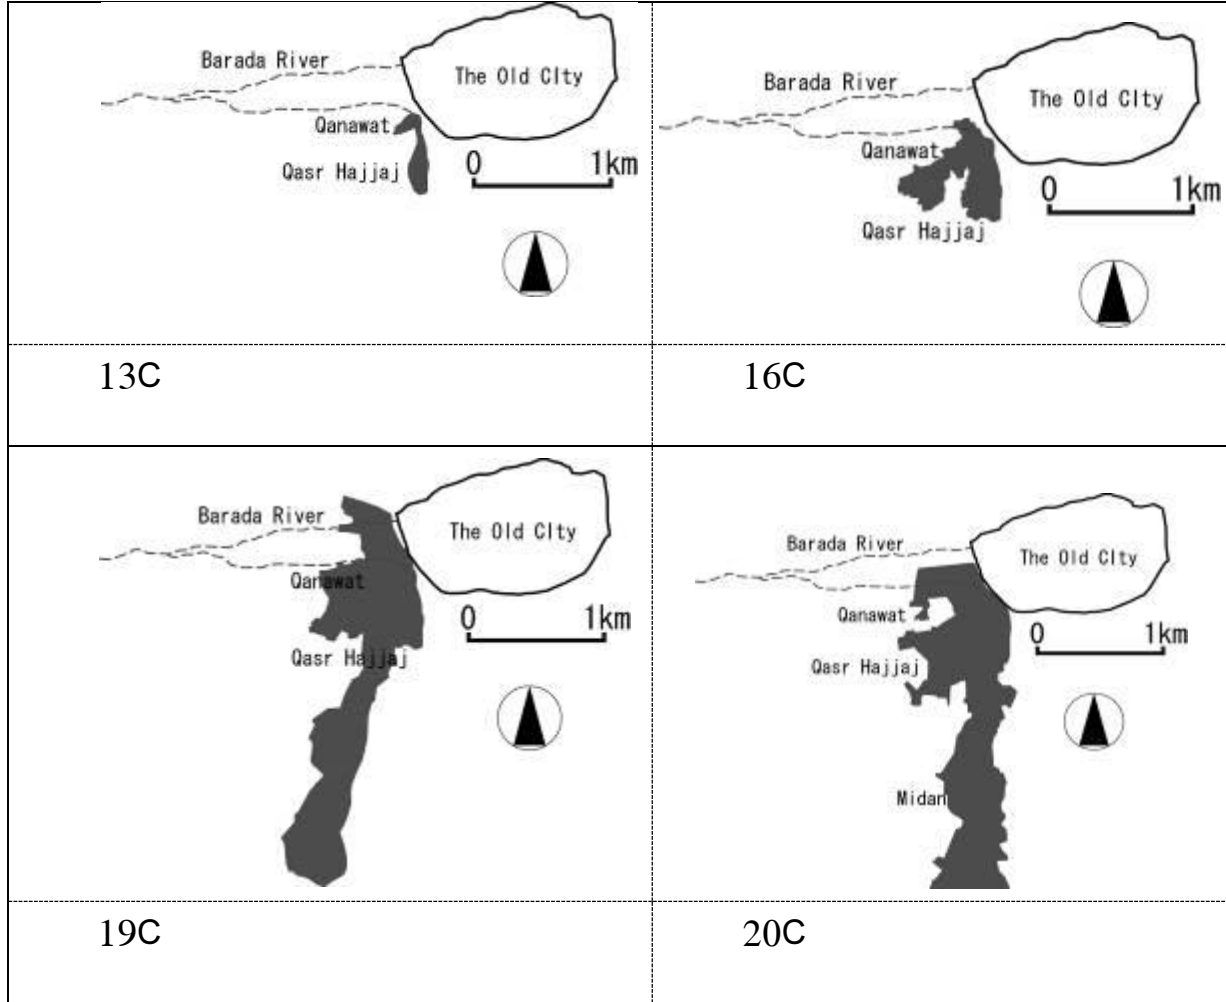 Barada River
The Old CIty
Qanawat
Qasr Hajjaj
0 1km
13C
Barada River
The Old CIty
Qanawat
Qasr Hajjaj
0 1km
16C
Barada River
The Old CIty
Qanawat
Qasr Hajjaj
0 1km
19C
Barada River
The Old CIty
Qanawat
Qasr Hajjaj
0 1km
Midan
20C